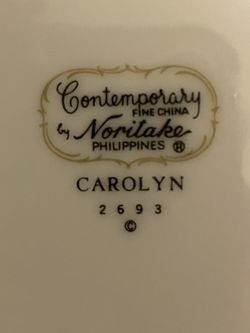 Contemporary
FINE CHINA
by Noritake
PHILIPPINES ®
CAROLYN
2693
©